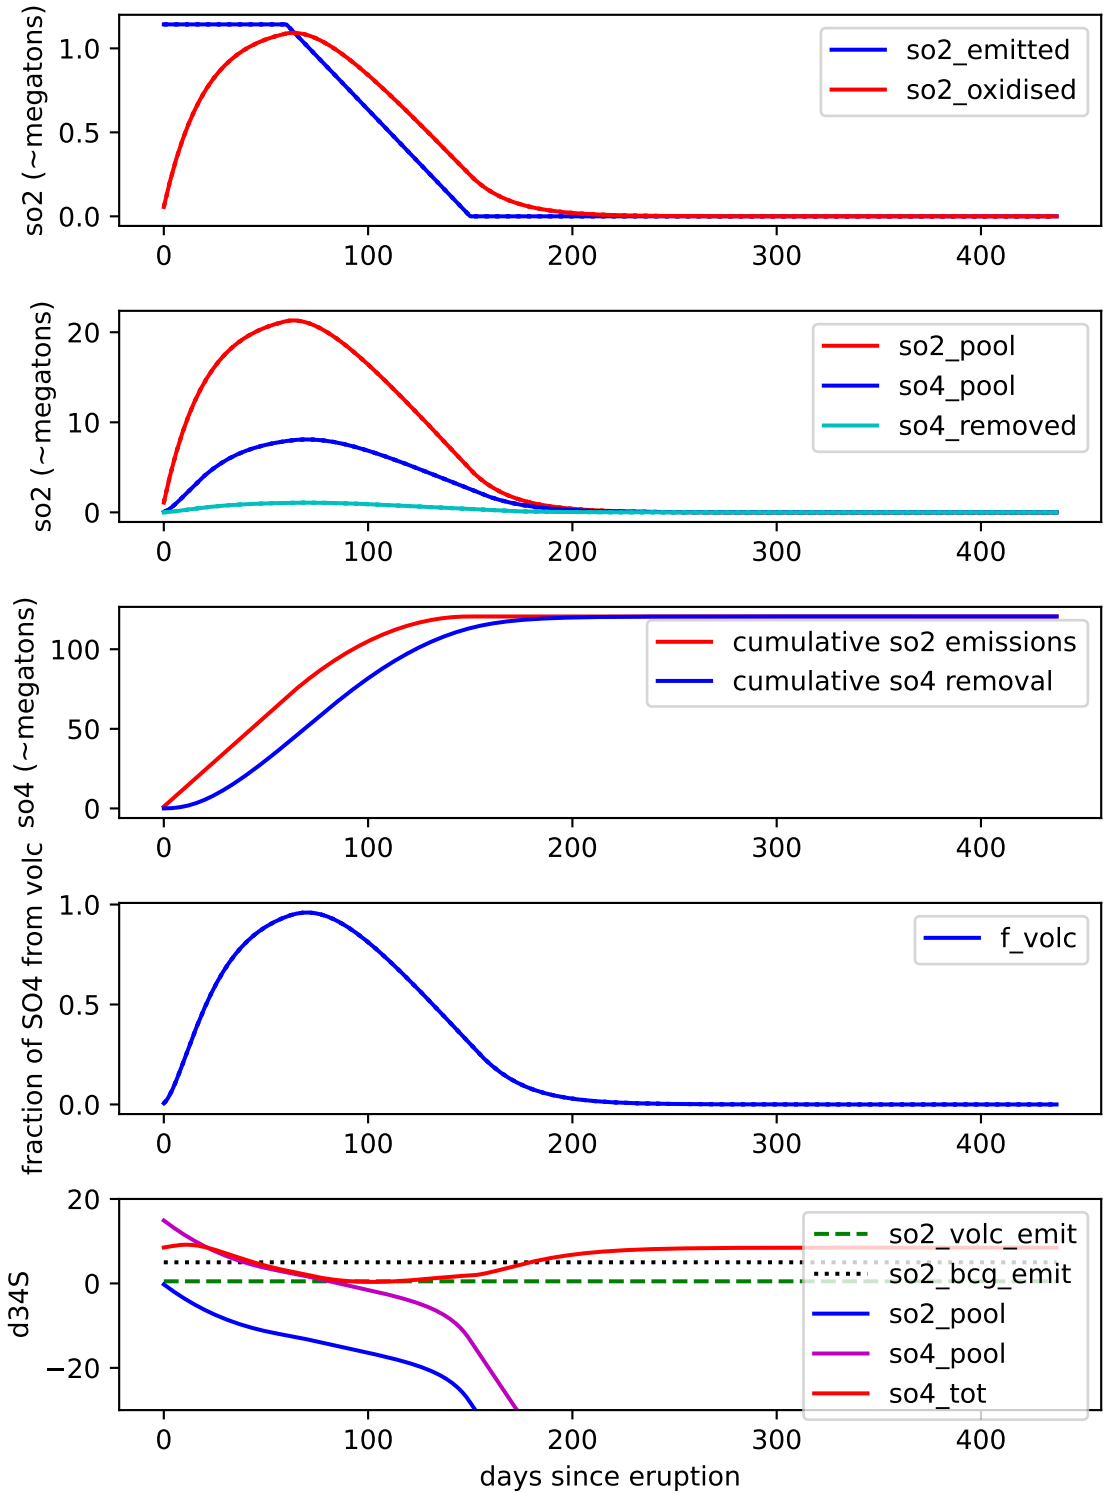 so2 (~megatons)
1.0
0.5
0.0
so2_emitted
so2_oxidised
0 100 200 300 400
so2 (~megatons)
20
10
0
so2_pool
so4_pool
so4_removed
0 100 200 300 400
so4 (~megatons)
100
50
0
cumulative so2 emissions
cumulative so4 removal
0 100 200 300 400
fraction of SO4 from volc
1.0
0.5
0.0
f_volc
0 100 200 300 400
d34S
20
0
−20
so2_volc_emit
so2_bcg_emit
so2_pool
so4_pool
so4_tot
0 100 200 300 400
days since eruption